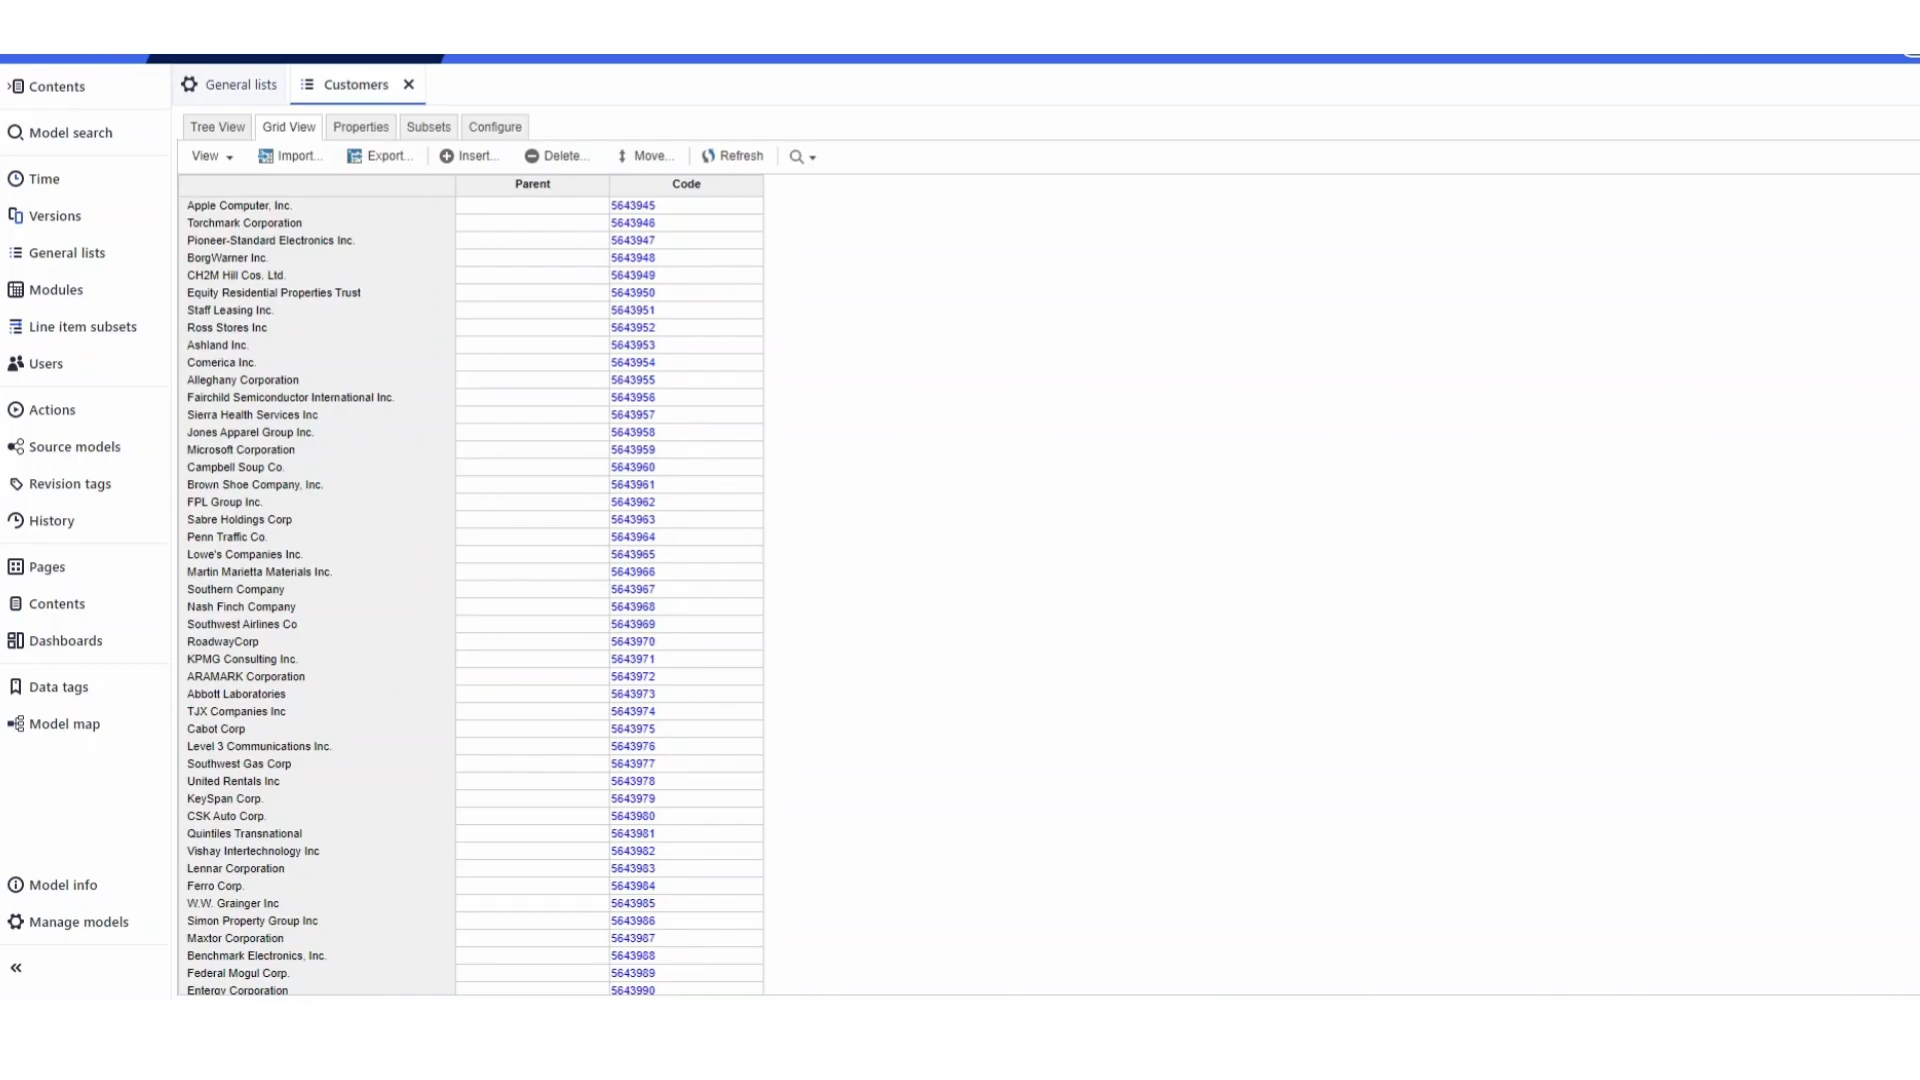 Contents
General lists
Customers
Model search
Tree View
Grid View
Properties
Subsets
Configure
View
Import...
Export...
Insert...
Delete...
Move...
Refresh
Time
Versions
General lists
Modules
Line item subsets
Users
Actions
Source models
Revision tags
History
Pages
Contents
Dashboards
Data tags
Model map
Model info
Manage models
Parent Code
Apple Computer, Inc. 5643945
Torchmark Corporation 5643946
Pioneer-Standard Electronics Inc. 5643947
BorgWarner Inc. 5643948
CH2M Hill Cos. Ltd. 5643949
Equity Residential Properties Trust 5643950
Staff Leasing Inc. 5643951
Ross Stores Inc 5643952
Ashland Inc. 5643953
Comerica Inc. 5643954
Alleghany Corporation 5643955
Fairchild Semiconductor International Inc. 5643956
Sierra Health Services Inc 5643957
Jones Apparel Group Inc. 5643958
Microsoft Corporation 5643959
Campbell Soup Co. 5643960
Brown Shoe Company, Inc. 5643961
FPL Group Inc. 5643962
Sabre Holdings Corp 5643963
Penn Traffic Co. 5643964
Lowe's Companies Inc. 5643965
Martin Marietta Materials Inc. 5643966
Southern Company 5643967
Nash Finch Company 5643968
Southwest Airlines Co 5643969
RoadwayCorp 5643970
KPMG Consulting Inc. 5643971
ARAMARK Corporation 5643972
Abbott Laboratories 5643973
TJX Companies Inc 5643974
Cabot Corp 5643975
Level 3 Communications Inc. 5643976
Southwest Gas Corp 5643977
United Rentals Inc 5643978
KeySpan Corp. 5643979
CSK Auto Corp. 5643980
Quintiles Transnational 5643981
Vishay Intertechnology Inc 5643982
Lennar Corporation 5643983
Ferro Corp. 5643984
W.W. Grainger Inc 5643985
Simon Property Group Inc 5643986
Maxtor Corporation 5643987
Benchmark Electronics, Inc. 5643988
Federal Mogul Corp. 5643989
Entergy Corporation 5643990